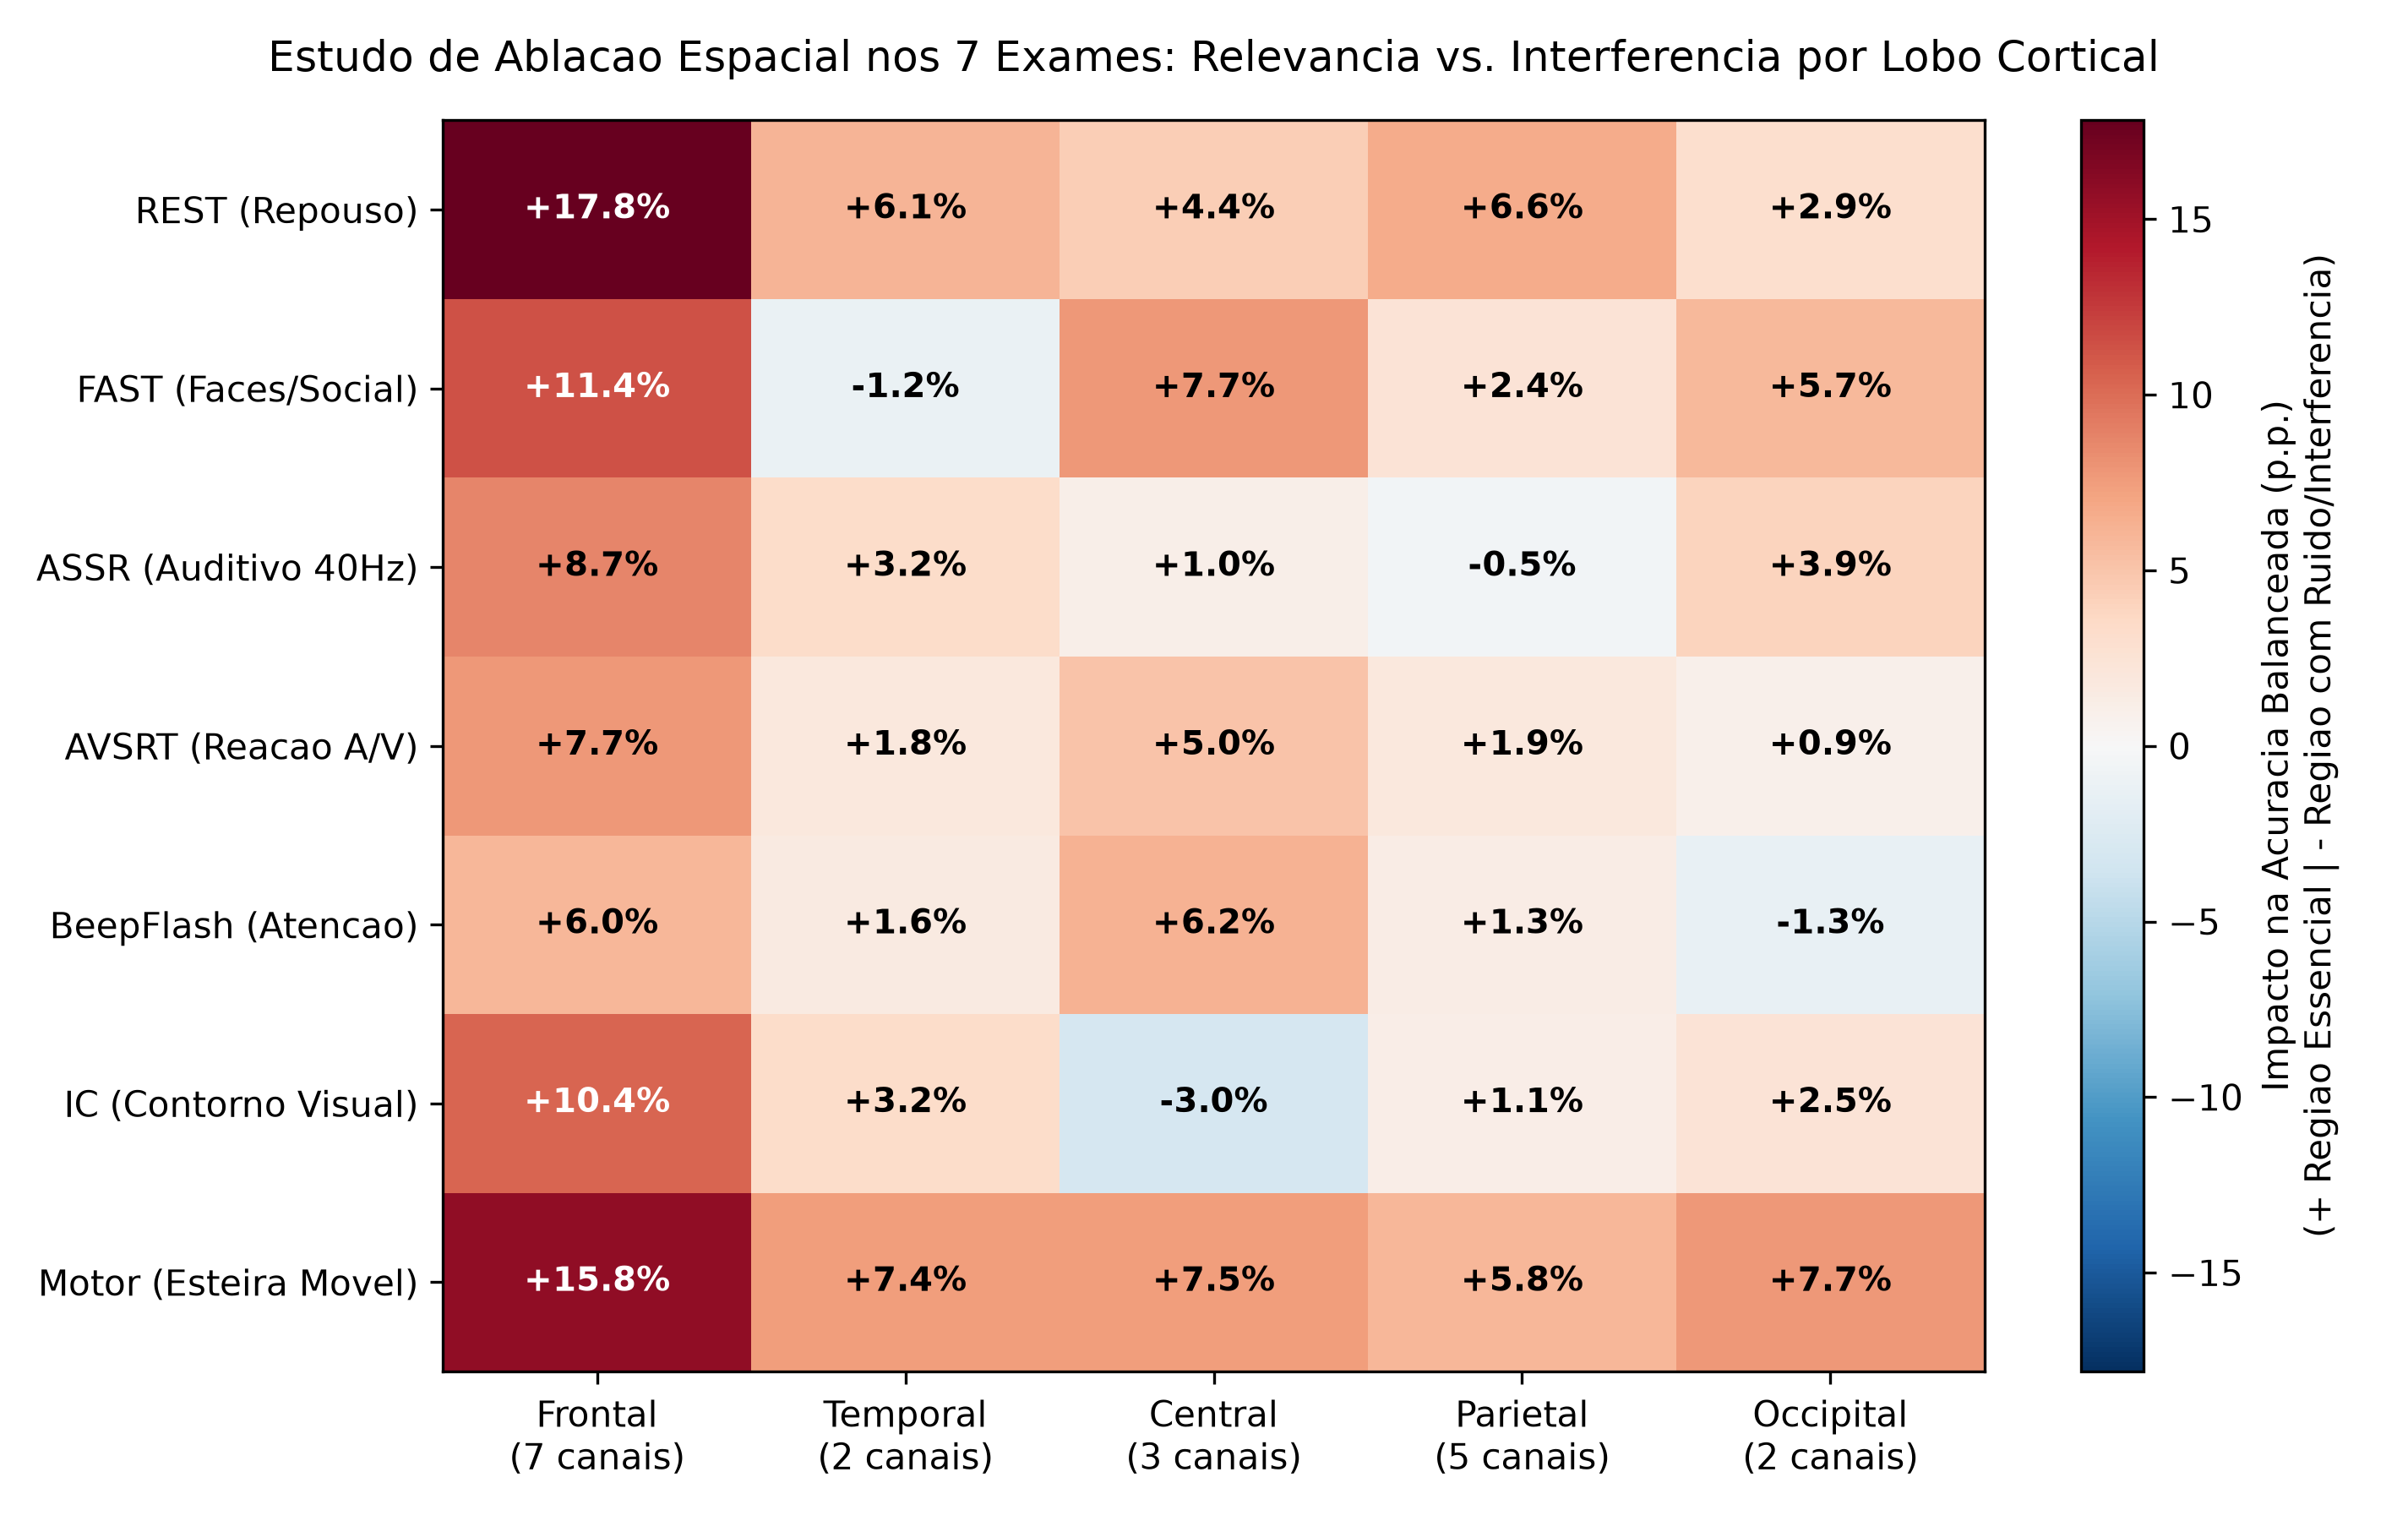 Estudo de Ablacao Espacial nos 7 Exames: Relevancia vs. Interferencia por Lobo Cortical
REST (Repouso) +17.8% +6.1% +4.4% +6.6% +2.9%
FAST (Faces/Social) +11.4% -1.2% +7.7% +2.4% +5.7%
ASSR (Auditivo 40Hz) +8.7% +3.2% +1.0% -0.5% +3.9%
AVSRT (Reacao A/V) +7.7% +1.8% +5.0% +1.9% +0.9%
BeepFlash (Atencao) +6.0% +1.6% +6.2% +1.3% -1.3%
IC (Contorno Visual) +10.4% +3.2% -3.0% +1.1% +2.5%
Motor (Esteira Movel) +15.8% +7.4% +7.5% +5.8% +7.7%
Frontal Temporal Central Parietal Occipital
(7 canais) (2 canais) (3 canais) (5 canais) (2 canais)
15
10
5
0
−5
−10
−15
Impacto na Acuracia Balanceada (p.p.)
(+ Regiao Essencial | - Regiao com Ruido/Interferencia)